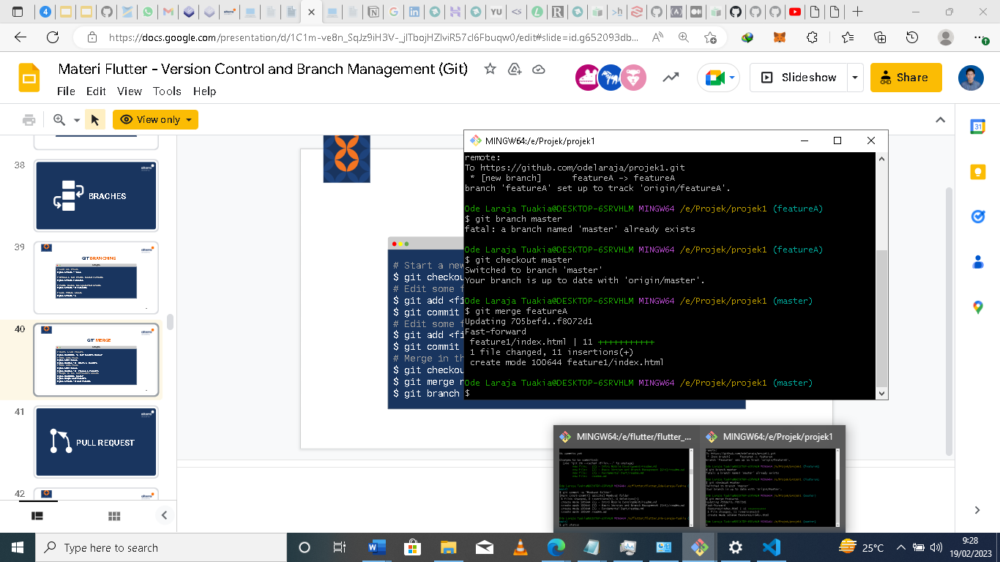 https://docs.google.com/presentation/d/1C1m-ve8n_SqJz9iH3V-_jITbojHZIviR57cl6Fbuqw0/edit#slide=id.g652093db...
Materi Flutter - Version Control and Branch Management (Git)
File Edit View Tools Help
Slideshow
Share
View only
38
BRACHES
39
GIT BRANCHING
40
GIT MERGE
41
PULL REQUEST
42
# Start a new
$ git checkou
# Edit some f
$ git add <fi
$ git commit
# Edit some f
$ git add <fi
$ git commit
# Merge in th
$ git checkou
$ git merge n
$ git branch
MINGW64:/e/Projek/projek1
remote:
To https://github.com/odelaraja/projek1.git
* [new branch] featureA -> featureA
branch 'featureA' set up to track 'origin/featureA'.
Ode Laraja Tuakia@DESKTOP-6SRVHLM MINGW64 /e/Projek/projek1 (featureA)
$ git branch master
fatal: a branch named 'master' already exists
Ode Laraja Tuakia@DESKTOP-6SRVHLM MINGW64 /e/Projek/projek1 (featureA)
$ git checkout master
Switched to branch 'master'
Your branch is up to date with 'origin/master'.
Ode Laraja Tuakia@DESKTOP-6SRVHLM MINGW64 /e/Projek/projek1 (master)
$ git merge featureA
Updating 705befd..f8072d1
Fast-forward
feature1/index.html | 11 +++++++++++
1 file changed, 11 insertions(+)
create mode 100644 feature1/index.html
Ode Laraja Tuakia@DESKTOP-6SRVHLM MINGW64 /e/Projek/projek1 (master)
$
MINGW64:/e/flutter/flutter_...
MINGW64:/e/Projek/projek1
Type here to search
25°C
9:28
19/02/2023